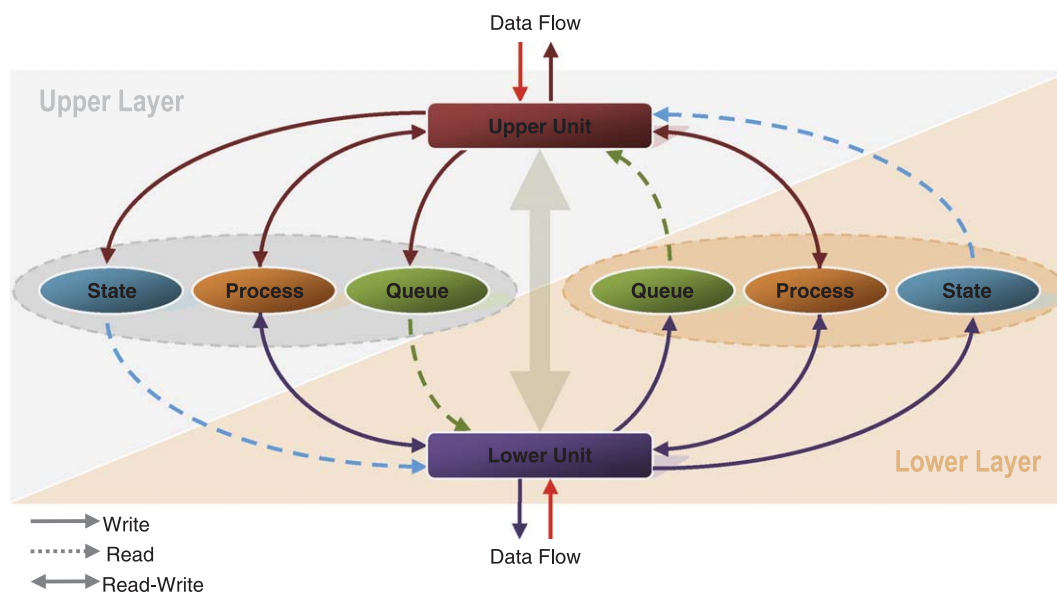 Data Flow
Upper Layer
Upper Unit
State
Process
Queue
Queue
Process
State
Lower Unit
Lower Layer
Write
Data Flow
Read
Read-Write